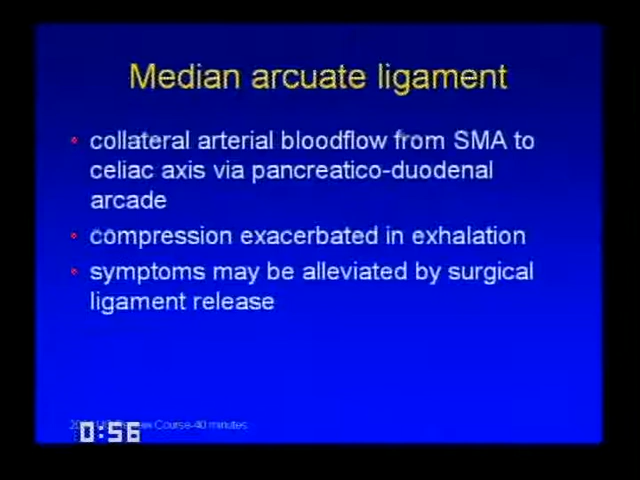 Median arcuate ligament
• collateral arterial bloodflow from SMA to
celiac axis via pancreatico-duodenal
arcade
• compression exacerbated in exhalation
• symptoms may be alleviated by surgical
ligament release
Course-40 minutes
0:56